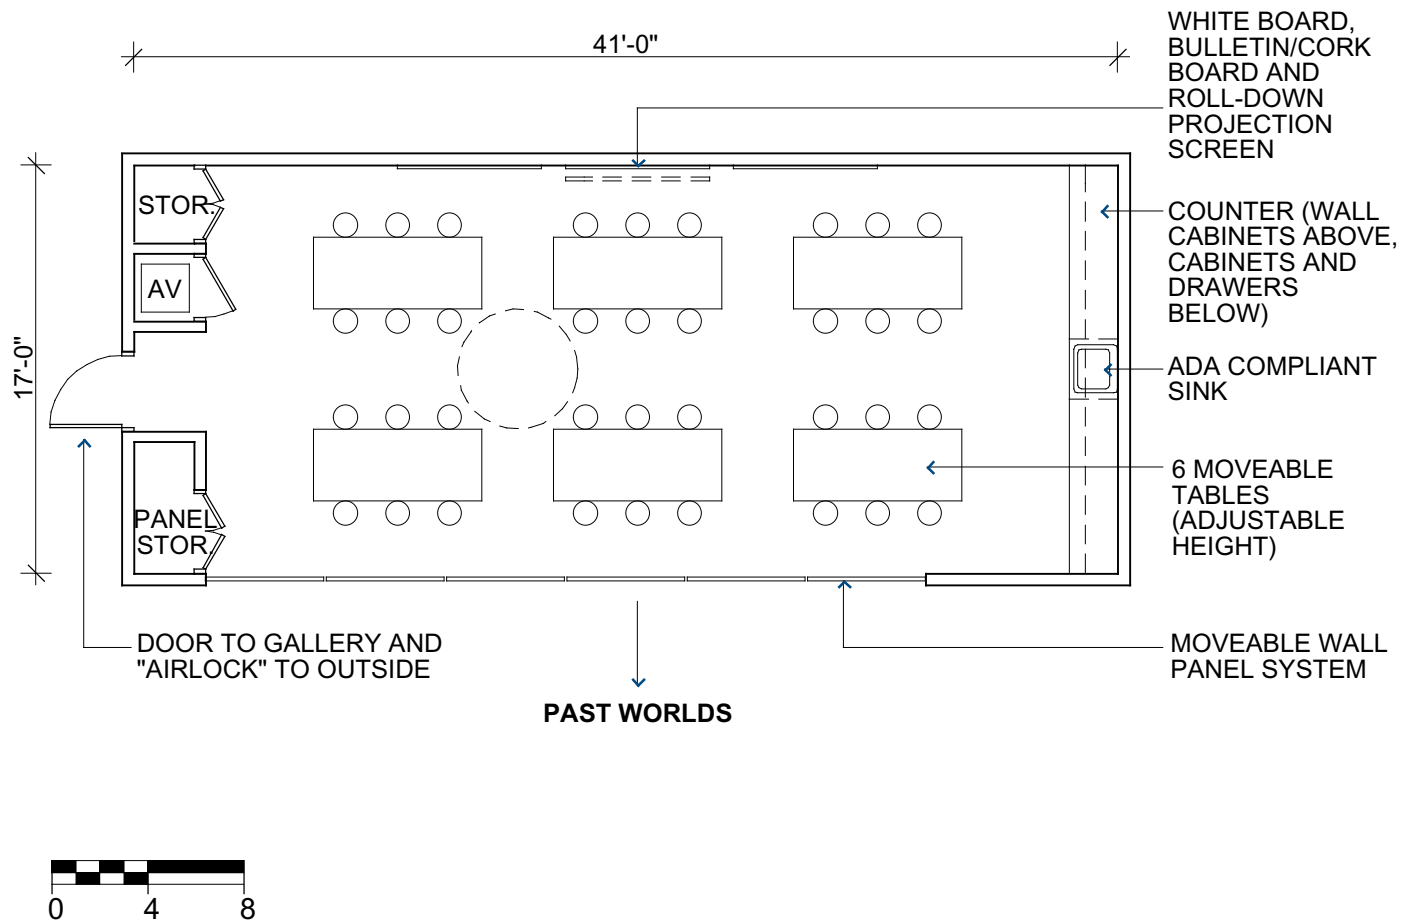 41'-0"
WHITE BOARD,
BULLETIN/CORK
BOARD AND
ROLL-DOWN
PROJECTION
SCREEN
STOR.
COUNTER (WALL
CABINETS ABOVE,
CABINETS AND
DRAWERS
BELOW)
AV
17'-0"
ADA COMPLIANT
SINK
6 MOVEABLE
TABLES
(ADJUSTABLE
HEIGHT)
PANEL
STOR.
DOOR TO GALLERY AND
"AIRLOCK" TO OUTSIDE
MOVEABLE WALL
PANEL SYSTEM
PAST WORLDS
0 4 8